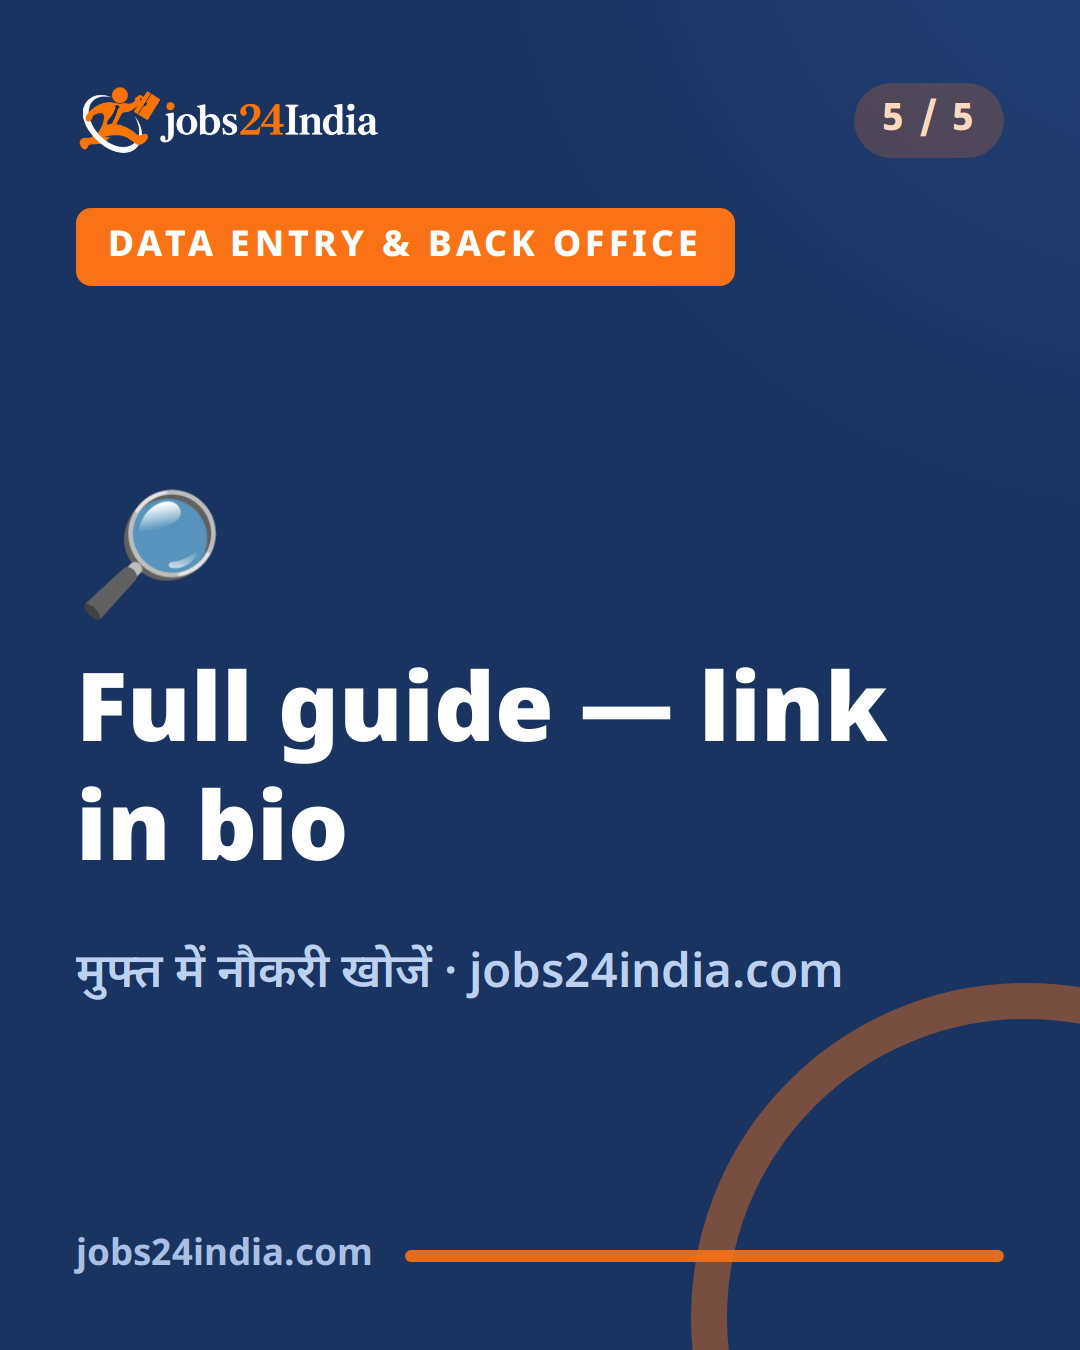 jobs24India
5 / 5
DATA ENTRY & BACK OFFICE
Full guide — link
in bio
मुफ्त में नौकरी खोजें · jobs24india.com
jobs24india.com